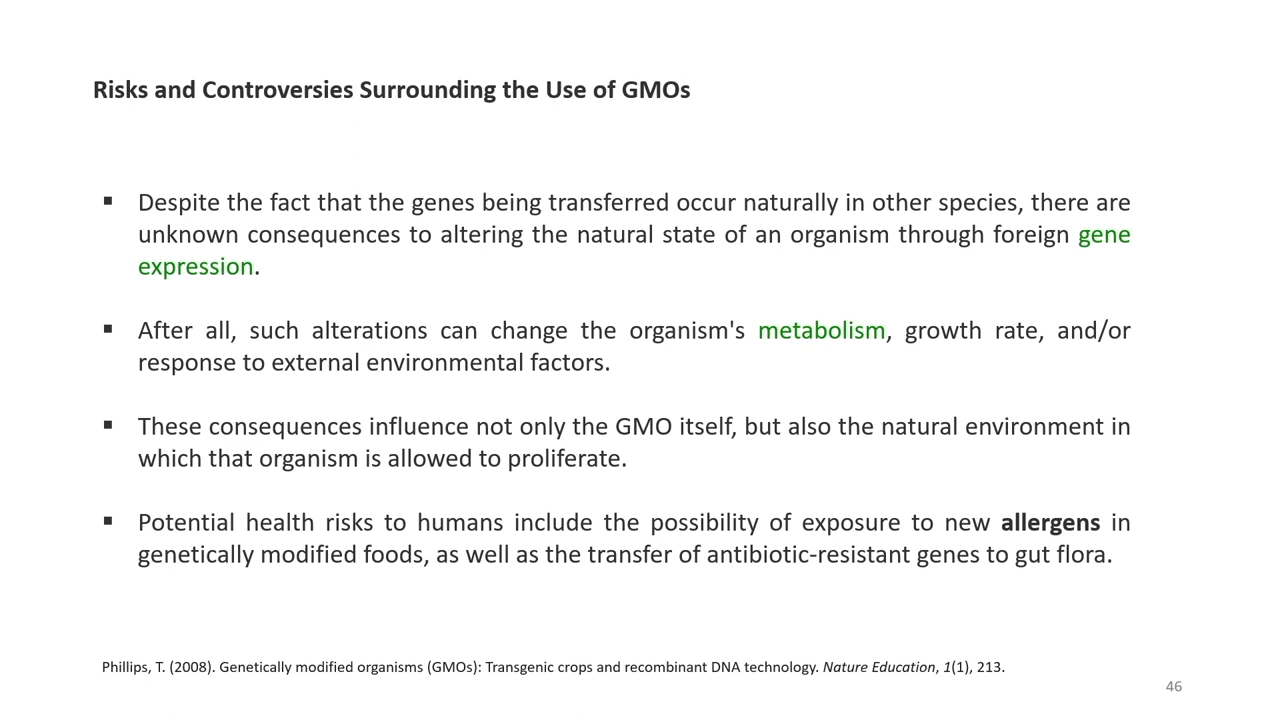 Risks and Controversies Surrounding the Use of GMOs
▪ Despite the fact that the genes being transferred occur naturally in other species, there are
unknown consequences to altering the natural state of an organism through foreign gene
expression.
▪ After all, such alterations can change the organism's metabolism, growth rate, and/or
response to external environmental factors.
▪ These consequences influence not only the GMO itself, but also the natural environment in
which that organism is allowed to proliferate.
▪ Potential health risks to humans include the possibility of exposure to new allergens in
genetically modified foods, as well as the transfer of antibiotic-resistant genes to gut flora.
Phillips, T. (2008). Genetically modified organisms (GMOs): Transgenic crops and recombinant DNA technology. Nature Education, 1(1), 213.
46